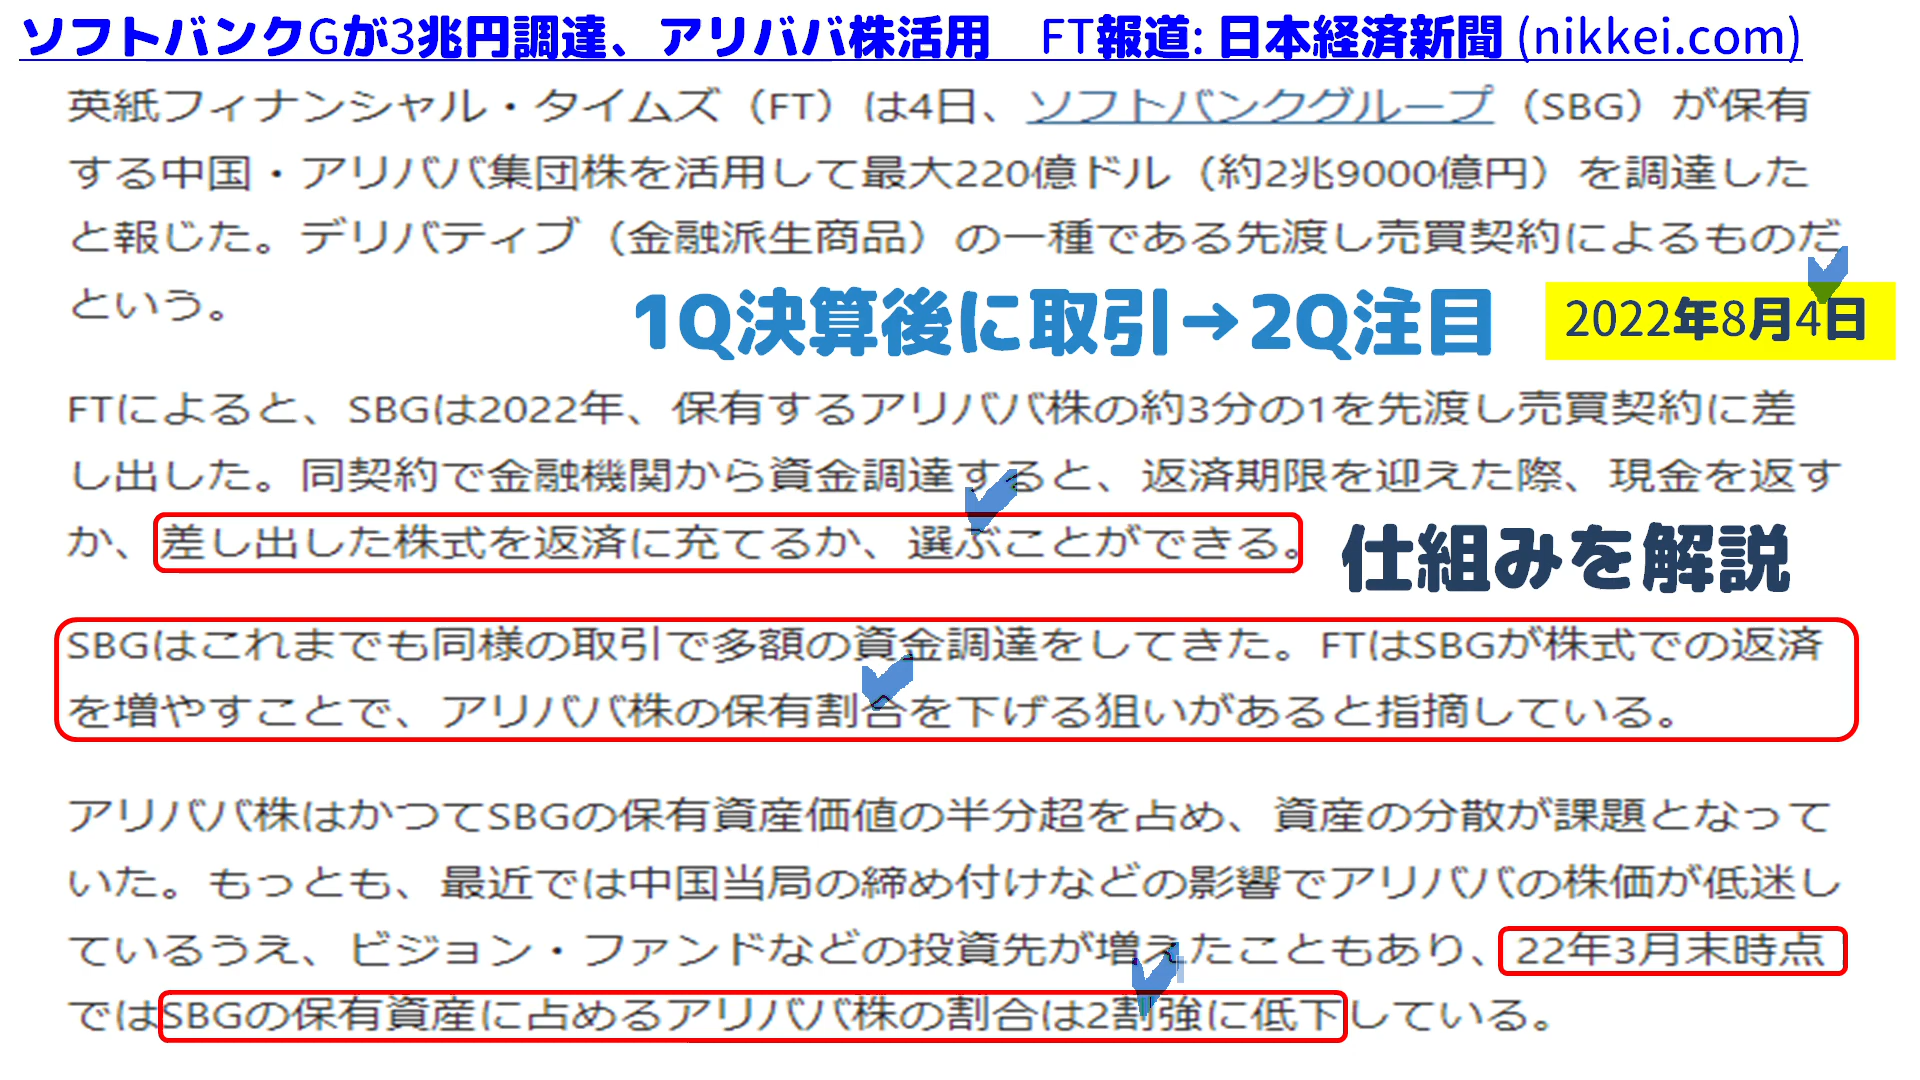 ソフトバンクGが3兆円調達、アリババ株活用　FT報道: 日本経済新聞 (nikkei.com)
英紙フィナンシャル・タイムズ（FT）は4日、ソフトバンクグループ（SBG）が保有
する中国・アリババ集団株を活用して最大220億ドル（約2兆9000億円）を調達した
と報じた。デリバティブ（金融派生商品）の一種である先渡し売買契約によるものだ
という。
1Q決算後に取引→2Q注目
2022年8月4日
FTによると、SBGは2022年、保有するアリババ株の約3分の1を先渡し売買契約に差
し出した。同契約で金融機関から資金調達すると、返済期限を迎えた際、現金を返す
か、差し出した株式を返済に充てるか、選ぶことができる。
仕組みを解説
SBGはこれまでも同様の取引で多額の資金調達をしてきた。FTはSBGが株式での返済
を増やすことで、アリババ株の保有割合を下げる狙いがあると指摘している。
アリババ株はかつてSBGの保有資産価値の半分超を占め、資産の分散が課題となって
いた。もっとも、最近では中国当局の締め付けなどの影響でアリババの株価が低迷し
ているうえ、ビジョン・ファンドなどの投資先が増えたこともあり、22年3月末時点
ではSBGの保有資産に占めるアリババ株の割合は2割強に低下している。